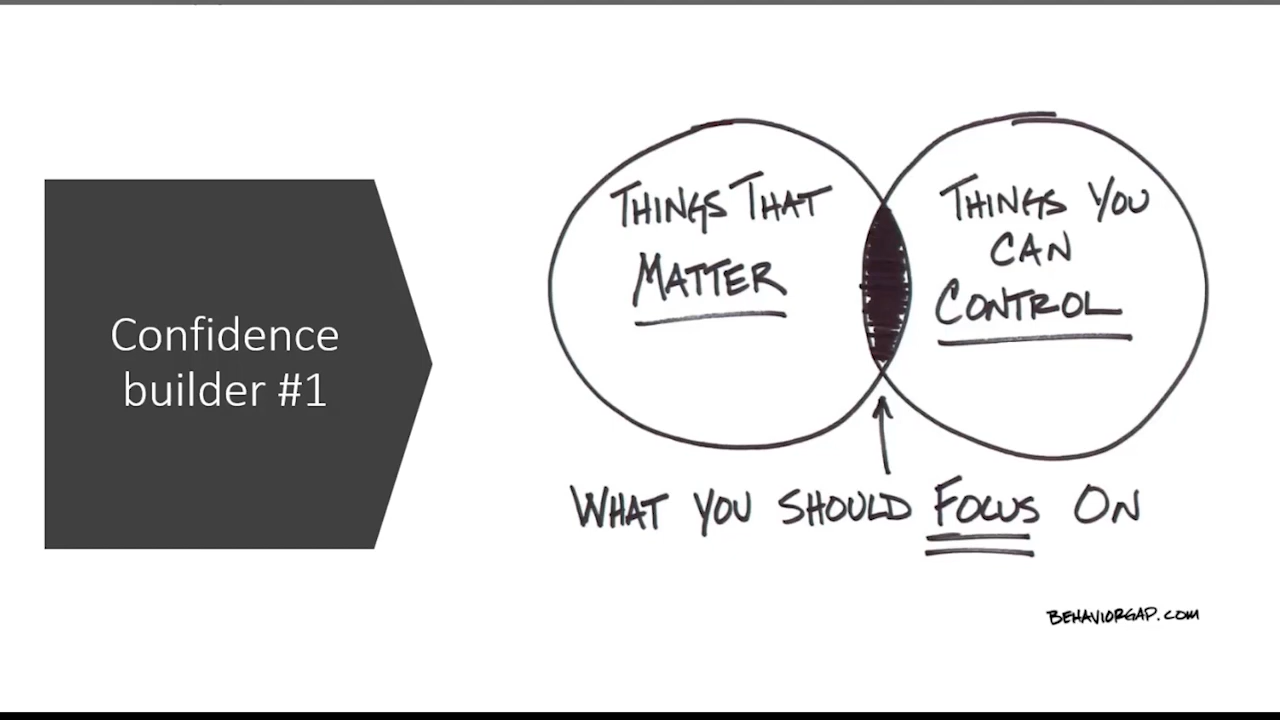 Confidence
builder #1
THINGS THAT
MATTER
THINGS YOU
CAN
CONTROL
WHAT YOU SHOULD FOCUS ON
BEHAVIORGAP.COM